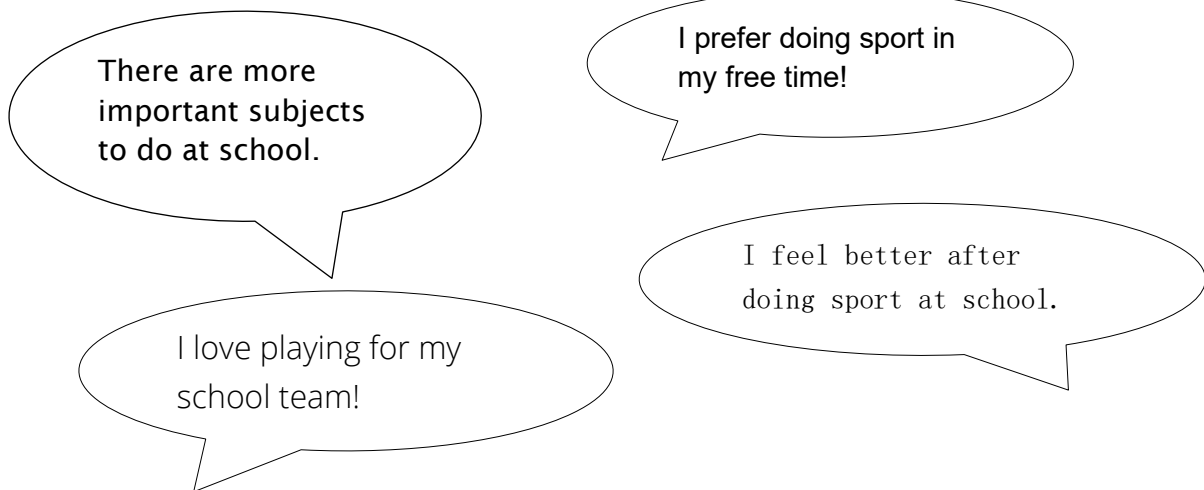 There are more
important subjects
to do at school.
I prefer doing sport in
my free time!
I feel better after
doing sport at school.
I love playing for my
school team!